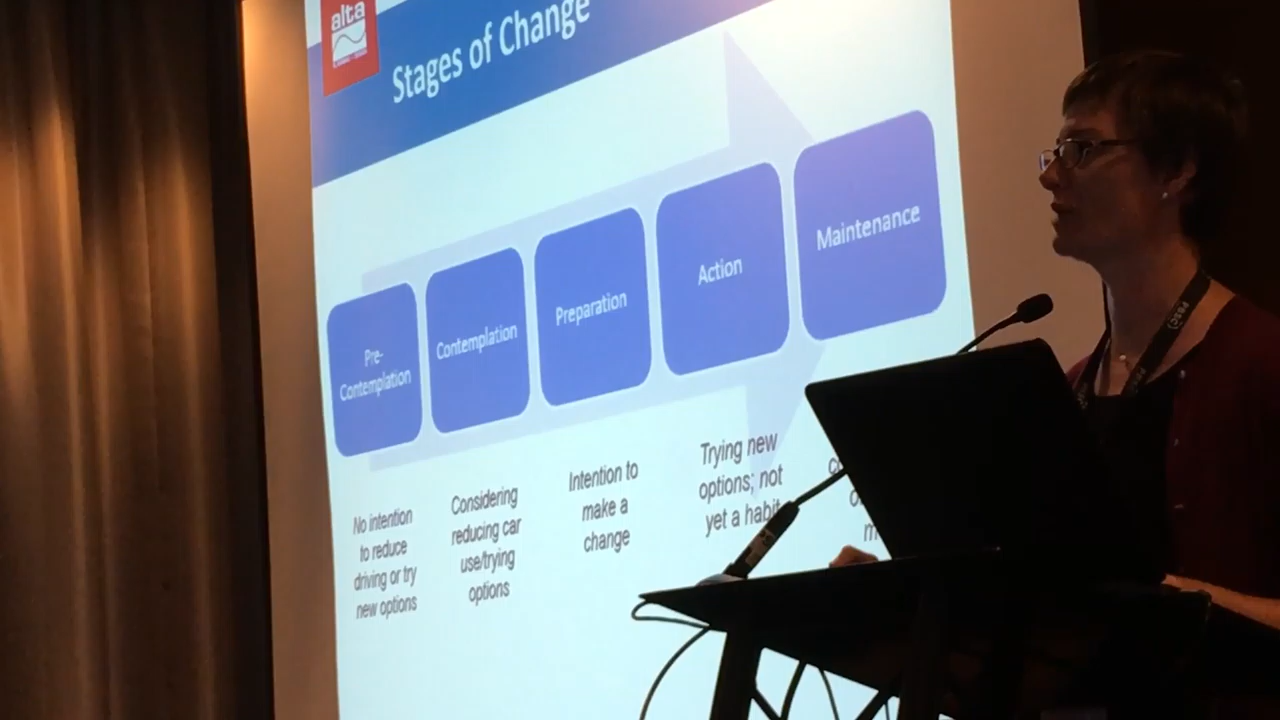 alta
Stages of Change
Pre-
Contemplation
Contemplation
Preparation
Action
Maintenance
No intention
to reduce
driving or try
new options
Considering
reducing car
use/trying
options
Intention to
make a
change
Trying new
options; not
yet a habit